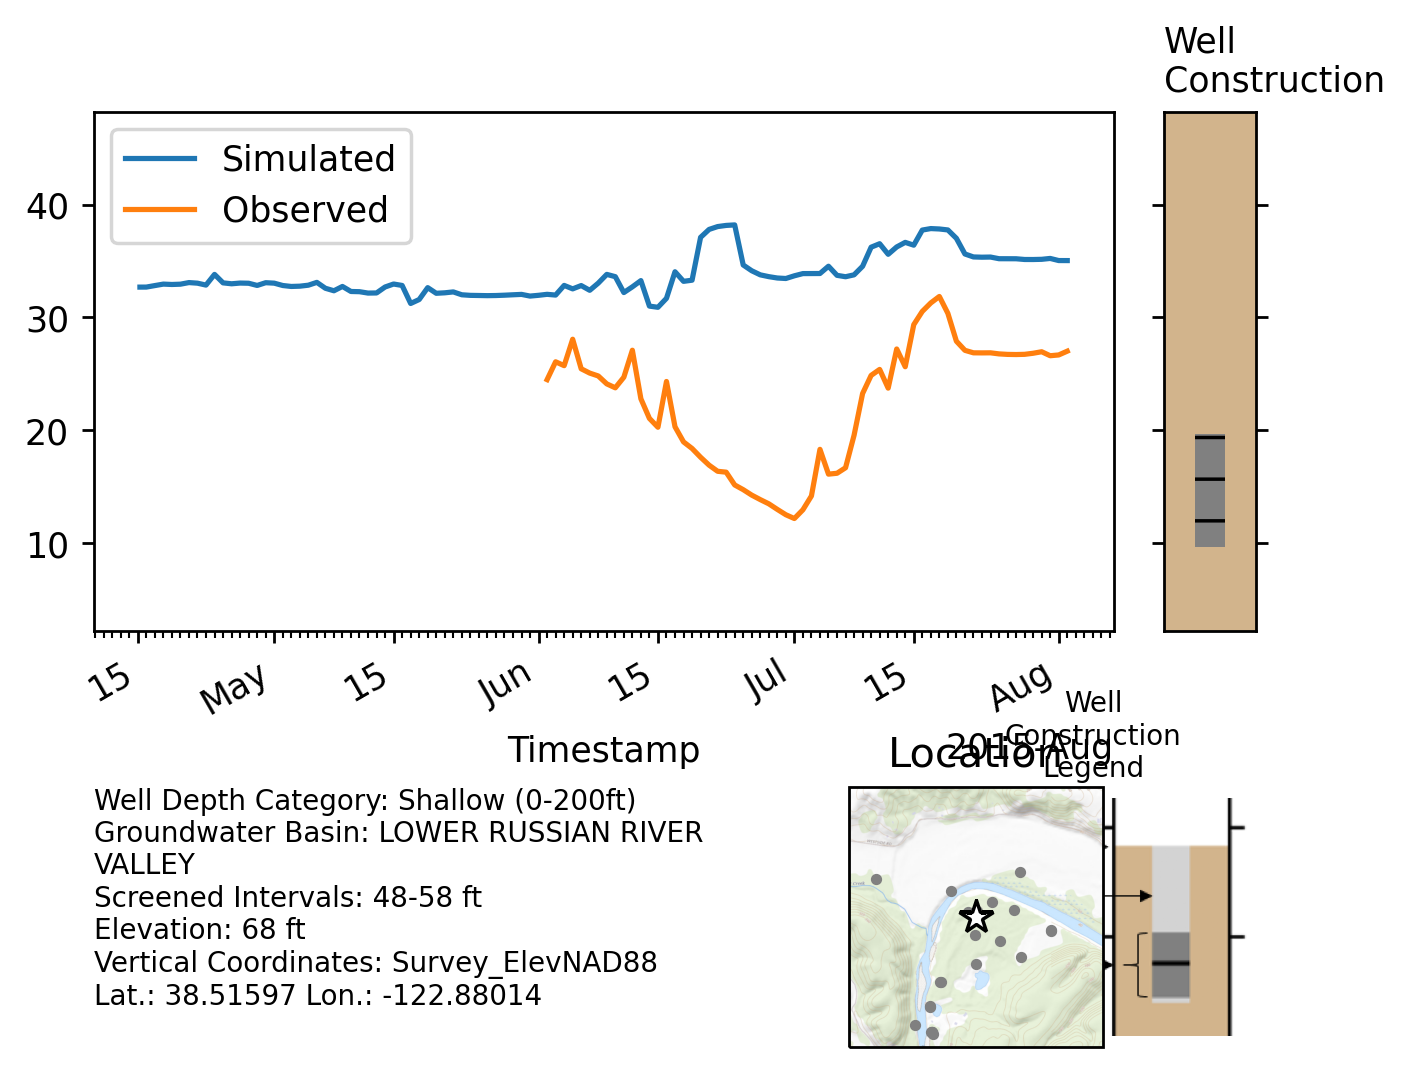 Well
Construction
Simulated
Observed
40
30
20
10
15
May
15
Jun
15
Jul
15
Aug
2015-Aug
Timestamp
Well
Construction
Legend
Location
Well Depth Category: Shallow (0-200ft)
Groundwater Basin: LOWER RUSSIAN RIVER
VALLEY
Screened Intervals: 48-58 ft
Elevation: 68 ft
Vertical Coordinates: Survey_ElevNAD88
Lat.: 38.51597 Lon.: -122.88014